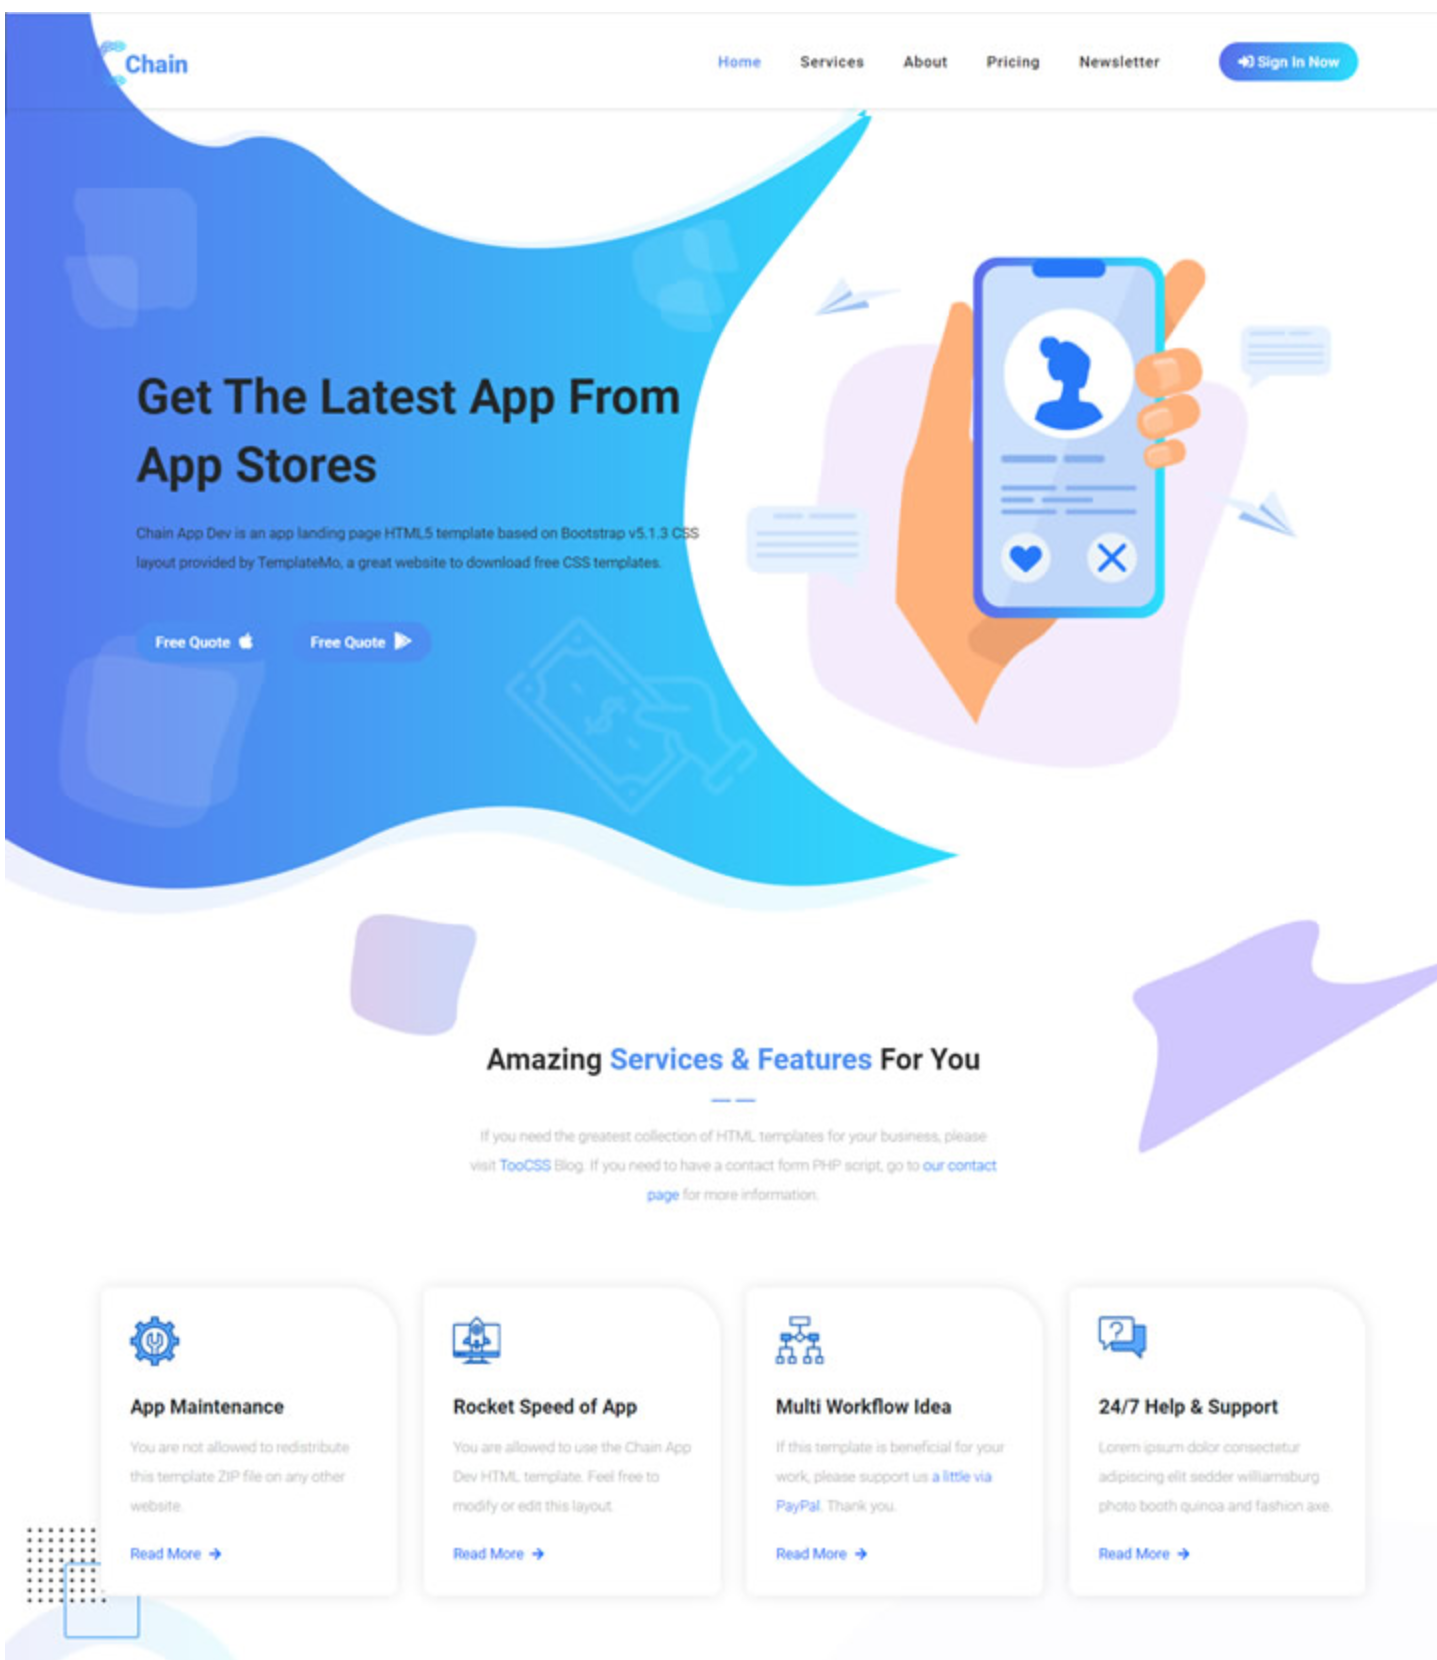 Chain
Home Services About Pricing Newsletter Sign In Now
Get The Latest App From
App Stores
Chain App Dev is an app landing page HTML5 template based on Bootstrap v5.1.3 CSS
layout provided by TemplateMo, a great website to download free CSS templates.
Free Quote Free Quote
Amazing Services & Features For You
If you need the greatest collection of HTML templates for your business, please
visit TooCSS Blog. If you need to have a contact form PHP script, go to our contact
page for more information.
App Maintenance
You are not allowed to redistribute
this template ZIP file on any other
website.
Read More
Rocket Speed of App
You are allowed to use the Chain App
Dev HTML template. Feel free to
modify or edit this layout.
Read More
Multi Workflow Idea
If this template is beneficial for your
work, please support us a little via
PayPal. Thank you.
Read More
24/7 Help & Support
Lorem ipsum dolor consectetur
adipiscing elit sedder williamsburg
photo booth quinoa and fashion axe.
Read More